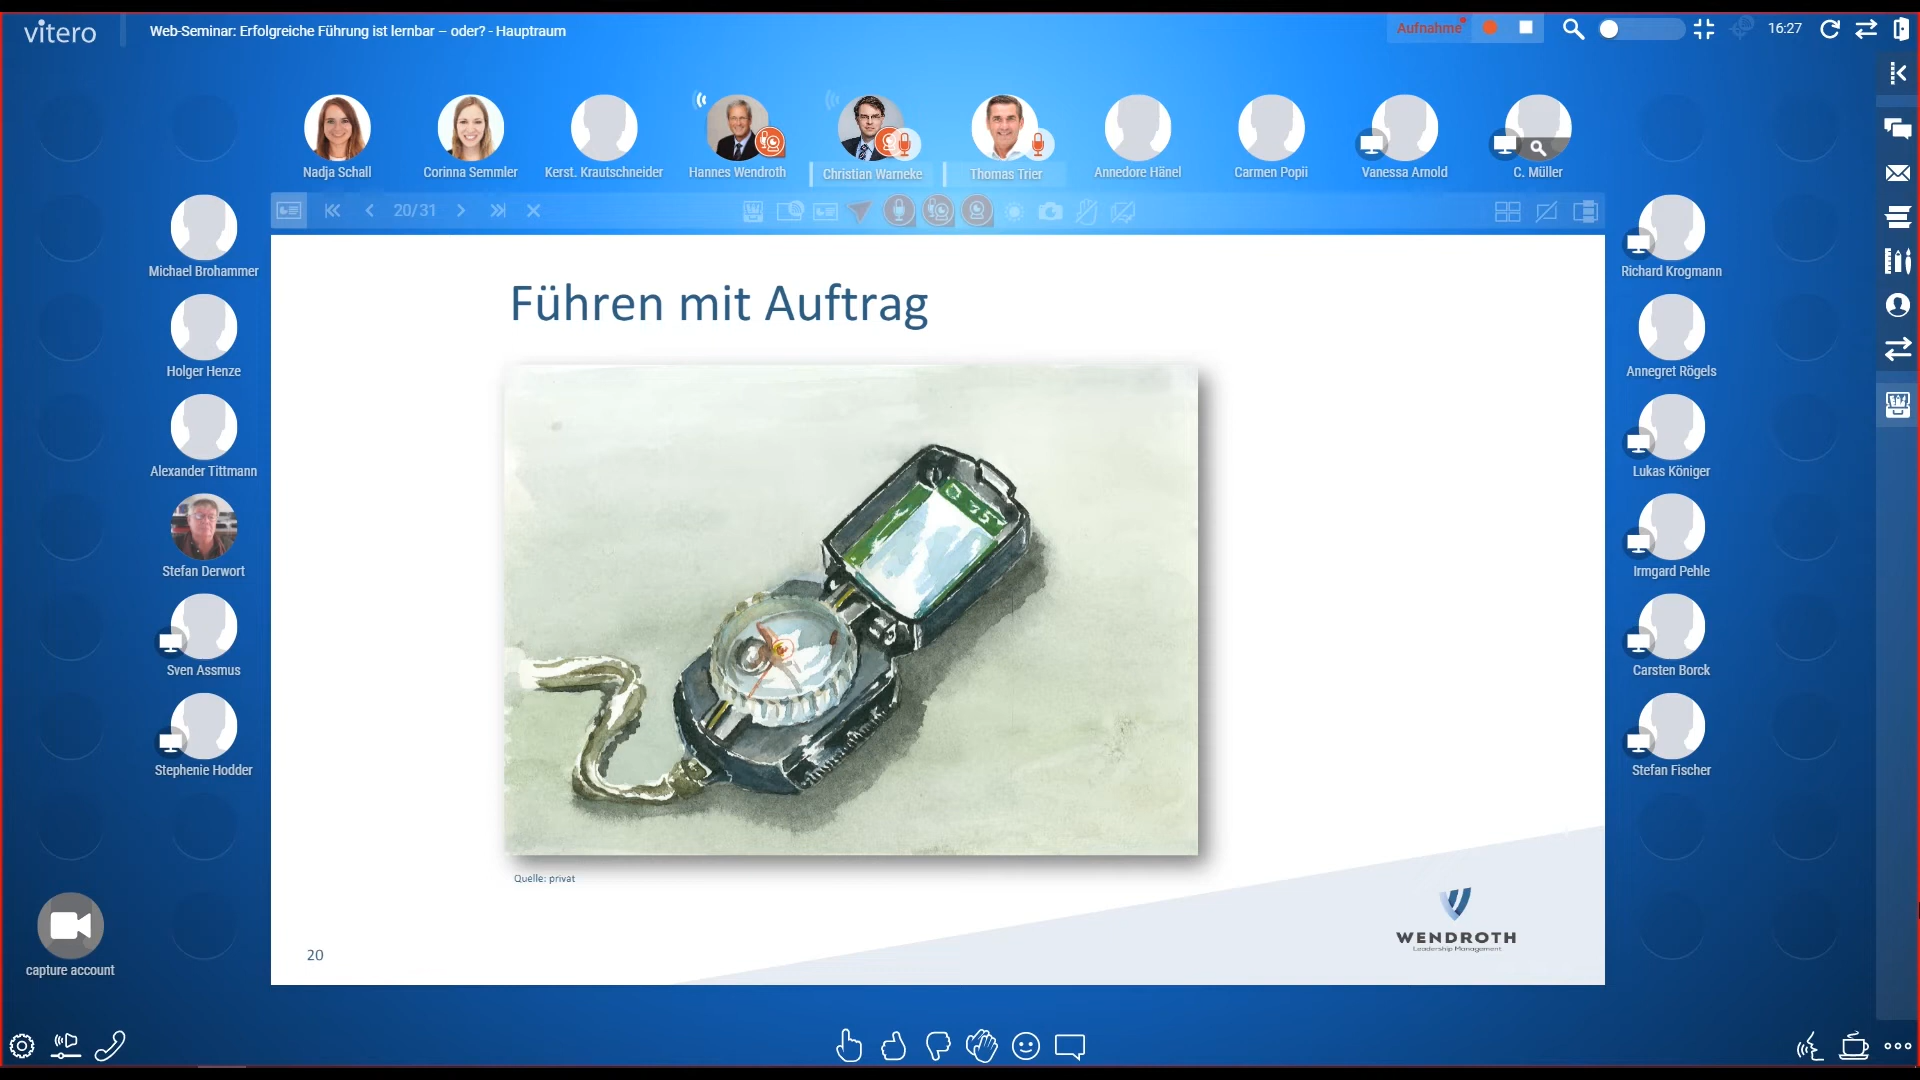 vitero
Web-Seminar: Erfolgreiche Führung ist lernbar – oder? - Hauptraum
Aufnahme
16:27
Nadja Schall
Corinna Semmler
Kerst. Krautschneider
Hannes Wendroth
Christian Warneke
Thomas Trier
Annedore Hänel
Carmen Popii
Vanessa Arnold
C. Müller
20/31
Michael Brohammer
Holger Henze
Alexander Tittmann
Stefan Derwort
Sven Assmus
Stephenie Hodder
Führen mit Auftrag
75
Quelle: privat
WENDROTH
Leadership Management
20
Richard Krogmann
Annegret Rögels
Lukas Königer
Irmgard Pehle
Carsten Borck
Stefan Fischer
capture account